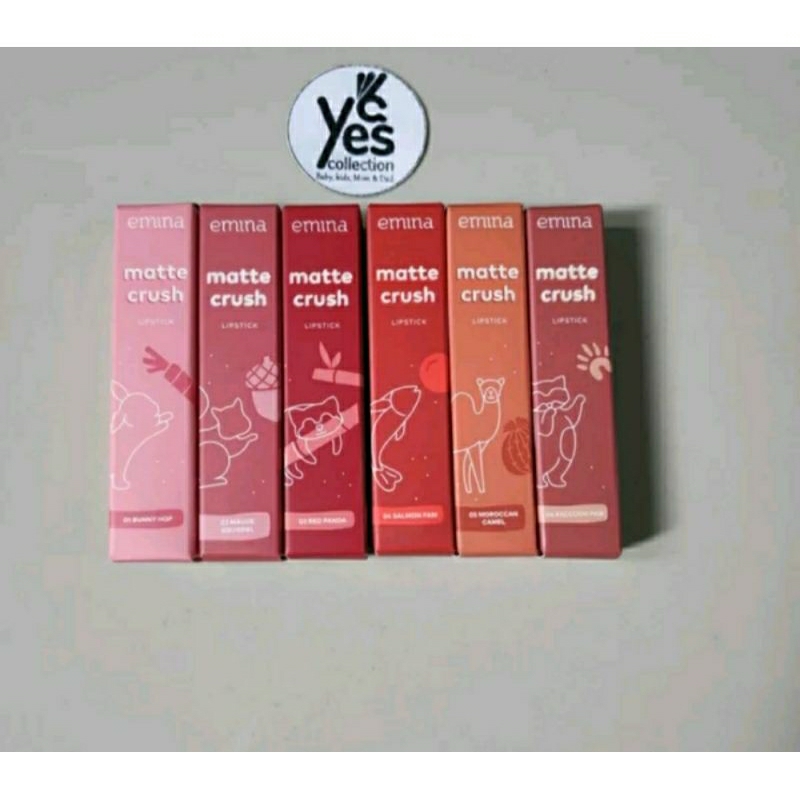 yc
yes
collection
Baby, kids, Mom & Dad
emina
matte
crush
LIPSTICK
01 BUNNY HOP
emina
matte
crush
LIPSTICK
02 MAUVE
SQUIRREL
emina
matte
crush
LIPSTICK
03 RED PANDA
emina
matte
crush
LIPSTICK
04 SALMON FISH
emina
matte
crush
LIPSTICK
05 MOROCCAN
CAMEL
emina
matte
crush
LIPSTICK
06 RACCOON PAW